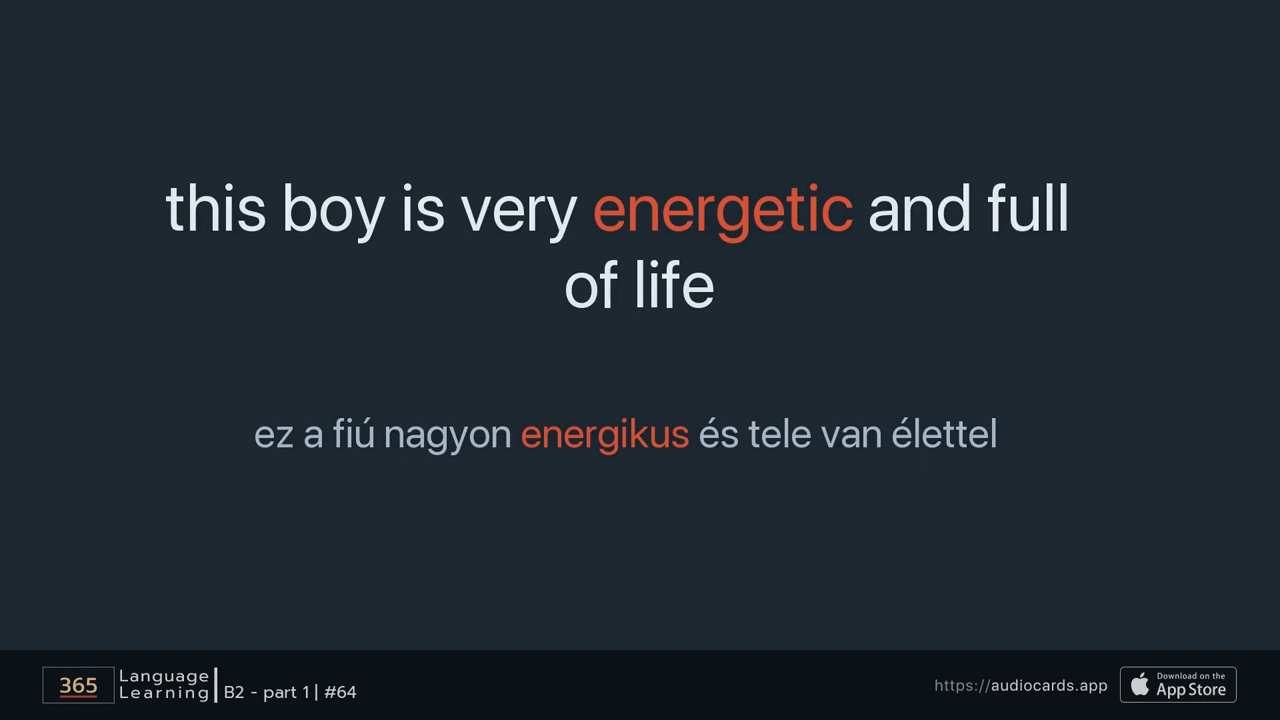 this boy is very energetic and full
of life
ez a fiú nagyon energikus és tele van élettel
365
Language
Learning
B2 - part 1 | #64
https://audiocards.app
Download on the
App Store